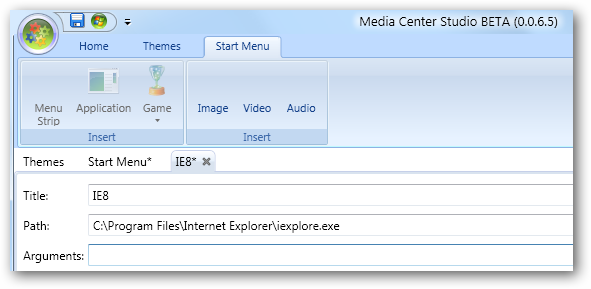 Media Center Studio BETA (0.0.6.5)
Home Themes Start Menu
Menu Strip Application Game Image Video Audio
Insert Insert
Themes Start Menu* IE8*
Title: IE8
Path: C:\Program Files\Internet Explorer\iexplore.exe
Arguments: